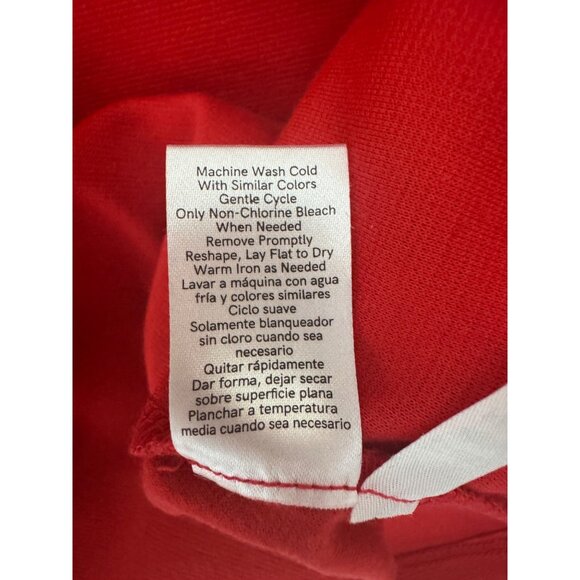 Machine Wash Cold
With Similar Colors
Gentle Cycle
Only Non-Chlorine Bleach
When Needed
Remove Promptly
Reshape, Lay Flat to Dry
Warm Iron as Needed
Lavar a máquina con agua
fría y colores similares
Ciclo suave
Solamente blanqueador
sin cloro cuando sea
necesario
Quitar rápidamente
Dar forma, dejar secar
sobre superficie plana
Planchar a temperatura
media cuando sea necesario